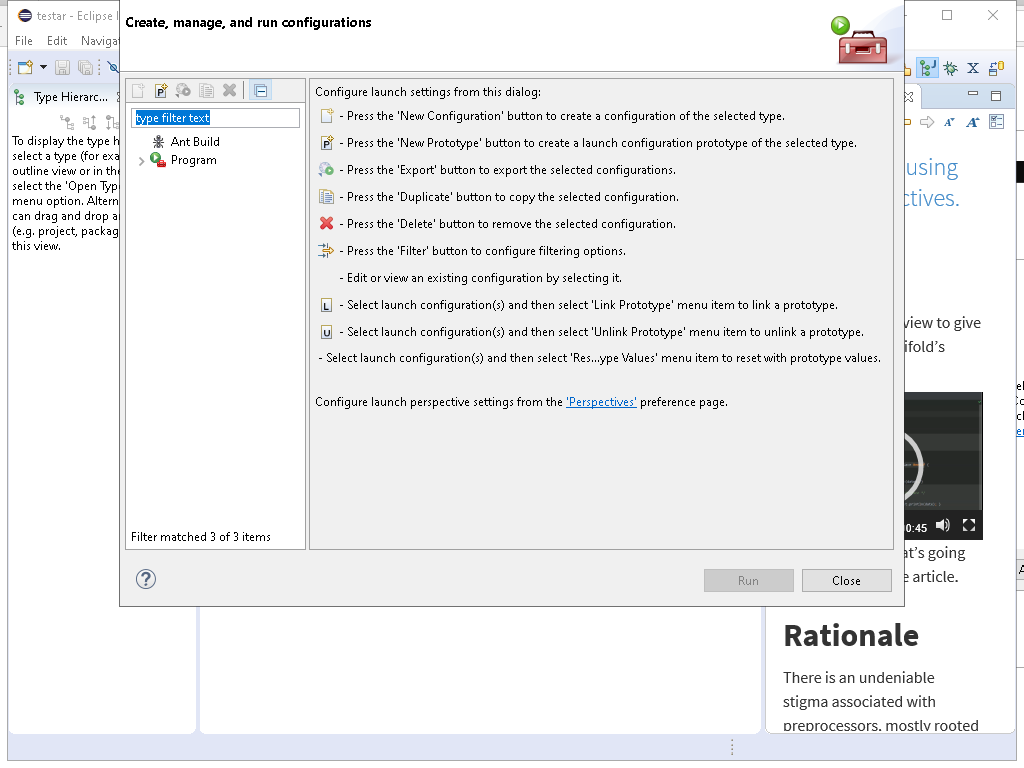 testar - Eclipse
Create, manage, and run configurations
File Edit Navigat
Type Hierarc...
To display the type h
select a type (for exa
outline view or in the
select the 'Open Typ
menu option. Altern
can drag and drop a
(e.g. project, packag
this view.
type filter text
Ant Build
Program
Filter matched 3 of 3 items
Configure launch settings from this dialog:
- Press the 'New Configuration' button to create a configuration of the selected type.
P - Press the 'New Prototype' button to create a launch configuration prototype of the selected type.
- Press the 'Export' button to export the selected configurations.
- Press the 'Duplicate' button to copy the selected configuration.
- Press the 'Delete' button to remove the selected configuration.
- Press the 'Filter' button to configure filtering options.
- Edit or view an existing configuration by selecting it.
L - Select launch configuration(s) and then select 'Link Prototype' menu item to link a prototype.
U - Select launch configuration(s) and then select 'Unlink Prototype' menu item to unlink a prototype.
- Select launch configuration(s) and then select 'Res...ype Values' menu item to reset with prototype values.
Configure launch perspective settings from the 'Perspectives' preference page.
Run Close
using
ctives.
view to give
ifold's
0:45
at's going
e article.
Rationale
There is an undeniable
stigma associated with
preprocessors, mostly rooted